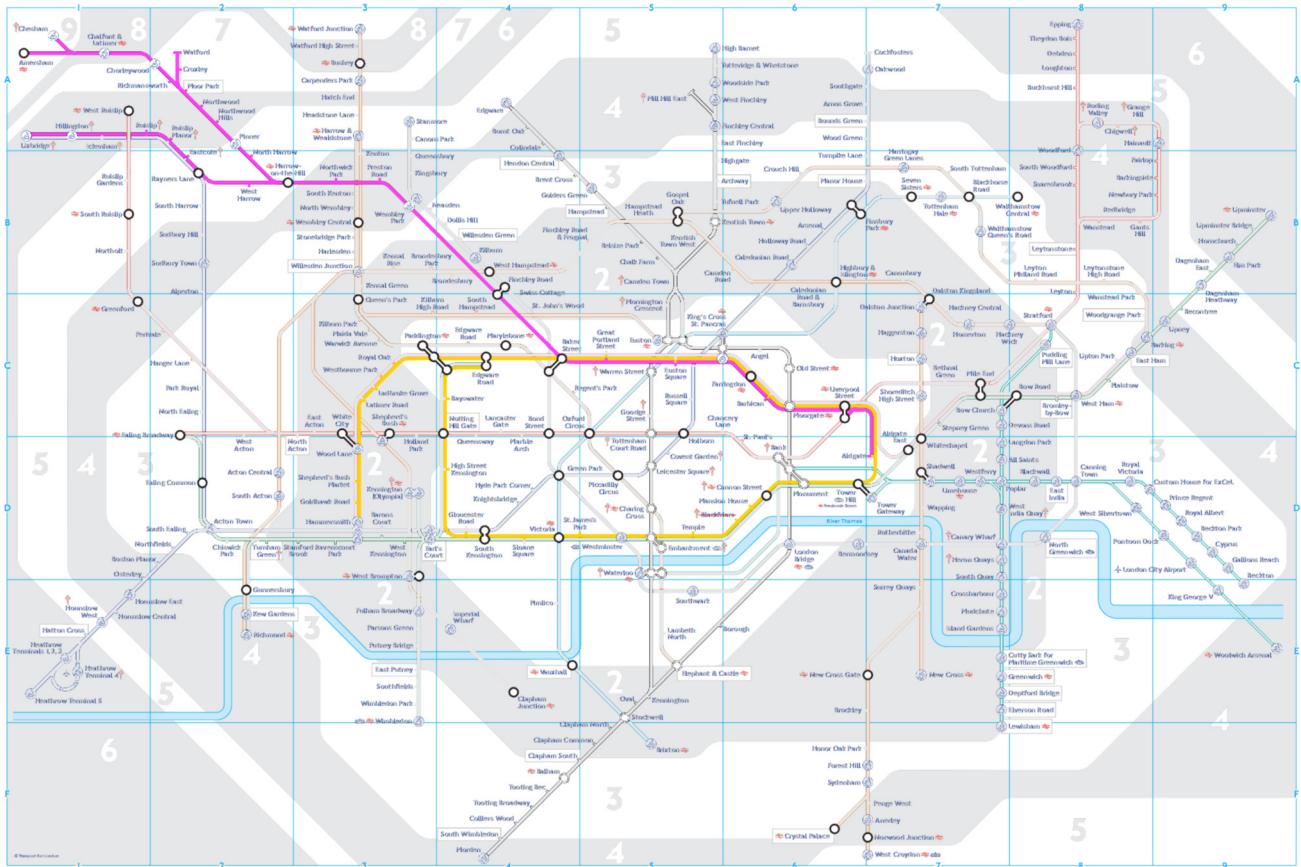 1
2
3
4
5
6
7
8
9
9
8
7
8
7
6
5
6
A
A
Chesham
Chalfont &
Latimer
Amersham
Chorleywood
Rickmansworth
Watford
Croxley
Moor Park
Northwood
Northwood
Hills
Pinner
North Harrow
Harrow-
on-the-Hill
Northwick
Park
Preston
Road
Watford Junction
Watford High Street
Bushey
Carpenders Park
Hatch End
Headstone Lane
Harrow &
Wealdstone
Kenton
South Kenton
North Wembley
Wembley Central
Stonebridge Park
Harlesden
Willesden Junction
Kensal Green
Queen's Park
Kilburn Park
Maida Vale
Warwick Avenue
Stanmore
Canons Park
Queensbury
Kingsbury
Wembley
Park
Neasden
Dollis Hill
Willesden Green
Kilburn
West Hampstead
Finchley Road
Swiss Cottage
St. John's Wood
Edgware
Burnt Oak
Colindale
Hendon Central
Brent Cross
Golders Green
Hampstead
Belsize Park
Chalk Farm
Camden Town
Mornington
Crescent
High Barnet
Totteridge & Whetstone
Woodside Park
West Finchley
Mill Hill East
Finchley Central
East Finchley
Highgate
Archway
Tufnell Park
Kentish Town
Cockfosters
Oakwood
Southgate
Arnos Grove
Bounds Green
Wood Green
Turnpike Lane
Manor House
Finsbury
Park
Arsenal
Holloway Road
Caledonian Road
Epping
Theydon Bois
Debden
Loughton
Buckhurst Hill
Roding
Valley
Grange
Hill
Chigwell
Hainault
Woodford
South Woodford
Snaresbrook
Fairlop
Barkingside
Newbury Park
Redbridge
Wanstead
Gants
Hill
Leytonstone
Leyton
West Ruislip
Hillingdon
Uxbridge
Ickenham
Ruislip
Ruislip
Manor
Eastcote
Rayners Lane
West
Harrow
Ruislip
Gardens
South Ruislip
Northolt
Greenford
Perivale
Hanger Lane
Park Royal
North Ealing
South Harrow
Sudbury Hill
Sudbury Town
Alperton
B
B
Gospel
Oak
Hampstead
Heath
Finchley Road
& Frognal
Kentish
Town West
Camden
Road
Kensal
Rise
Brondesbury
Park
Brondesbury
Kilburn
High Road
South
Hampstead
Crouch Hill
Upper Holloway
Harringay
Green Lanes
Seven
Sisters
South Tottenham
Tottenham
Hale
Blackhorse
Road
Walthamstow
Central
Walthamstow
Queen's Road
Leyton
Midland Road
Leytonstone
High Road
Wanstead Park
Woodgrange Park
Upminster
Upminster Bridge
Hornchurch
Elm Park
Dagenham
East
Dagenham
Heathway
Becontree
Upney
Barking
East Ham
Upton Park
Plaistow
West Ham
Highbury &
Islington
Canonbury
Caledonian
Road &
Barnsbury
Dalston Kingsland
Dalston Junction
Hackney Central
Haggerston
Homerton
Hackney
Wick
Stratford
Hoxton
Shoreditch
High Street
Pudding
Mill Lane
Bow Road
Bow Church
Bromley-
by-Bow
Mile End
Bethnal
Green
Stepney Green
C
C
Paddington
Edgware
Road
Marylebone
Baker
Street
Great
Portland
Street
Euston
King's Cross
St. Pancras
Warren Street
Euston
Square
Angel
Old Street
Farringdon
Barbican
Moorgate
Liverpool
Street
Royal Oak
Westbourne Park
Ladbroke Grove
Latimer Road
Edgware
Road
Bayswater
Regent's Park
Goodge
Street
Russell
Square
Chancery
Lane
Notting
Hill Gate
Lancaster
Gate
Bond
Street
Oxford
Circus
Tottenham
Court Road
Holborn
St. Paul's
Bank
Aldgate
East
Aldgate
Whitechapel
Shadwell
Ealing Broadway
West
Acton
North
Acton
East
Acton
White
City
Shepherd's
Bush
Holland
Park
Queensway
Marble
Arch
Wood Lane
Covent Garden
Leicester Square
High Street
Kensington
Hyde Park Corner
Knightsbridge
Green Park
Piccadilly
Circus
Cannon Street
Mansion House
Monument
Tower
Hill
Tower
Gateway
Acton Central
South Acton
Shepherd's Bush
Market
Goldhawk Road
Kensington
(Olympia)
Hammersmith
Barons
Court
Gloucester
Road
Victoria
St. James's
Park
Charing
Cross
Blackfriars
Temple
River Thames
D
D
Ealing Common
South Ealing
Northfields
Boston Manor
Osterley
Hounslow East
Hounslow Central
Hounslow
West
Hatton Cross
Heathrow
Terminals 1, 2, 3
Heathrow
Terminal 4
Heathrow Terminal 5
Acton Town
Chiswick
Park
Turnham
Green
Stamford
Brook
Ravenscourt
Park
West
Kensington
Earl's
Court
South
Kensington
Sloane
Square
Westminster
Embankment
Waterloo
London
Bridge
Bermondsey
Southwark
Gunnersbury
Kew Gardens
Richmond
West Brompton
Fulham Broadway
Parsons Green
Putney Bridge
East Putney
Southfields
Wimbledon Park
Wimbledon
Imperial
Wharf
Clapham
Junction
Pimlico
Vauxhall
Lambeth
North
Borough
Elephant & Castle
Kennington
Oval
Stockwell
Clapham North
Clapham Common
Clapham South
Balham
Tooting Bec
Tooting Broadway
Colliers Wood
South Wimbledon
Morden
Brixton
Limehouse
Westferry
Poplar
Blackwall
East
India
Canning
Town
Royal
Victoria
Custom House for ExCeL
Prince Regent
Royal Albert
Beckton Park
Cyprus
Gallions Reach
Beckton
West Silvertown
Pontoon Dock
London City Airport
King George V
Woolwich Arsenal
Devons Road
Langdon Park
All Saints
West
India Quay
Canary Wharf
Heron Quays
South Quay
Crossharbour
Mudchute
Island Gardens
Cutty Sark for
Maritime Greenwich
Greenwich
Deptford Bridge
Elverson Road
Lewisham
North
Greenwich
Wapping
Rotherhithe
Canada
Water
Surrey Quays
New Cross Gate
New Cross
Brockley
Honor Oak Park
Forest Hill
Sydenham
Penge West
Anerley
Crystal Palace
Norwood Junction
West Croydon
E
E
F
F